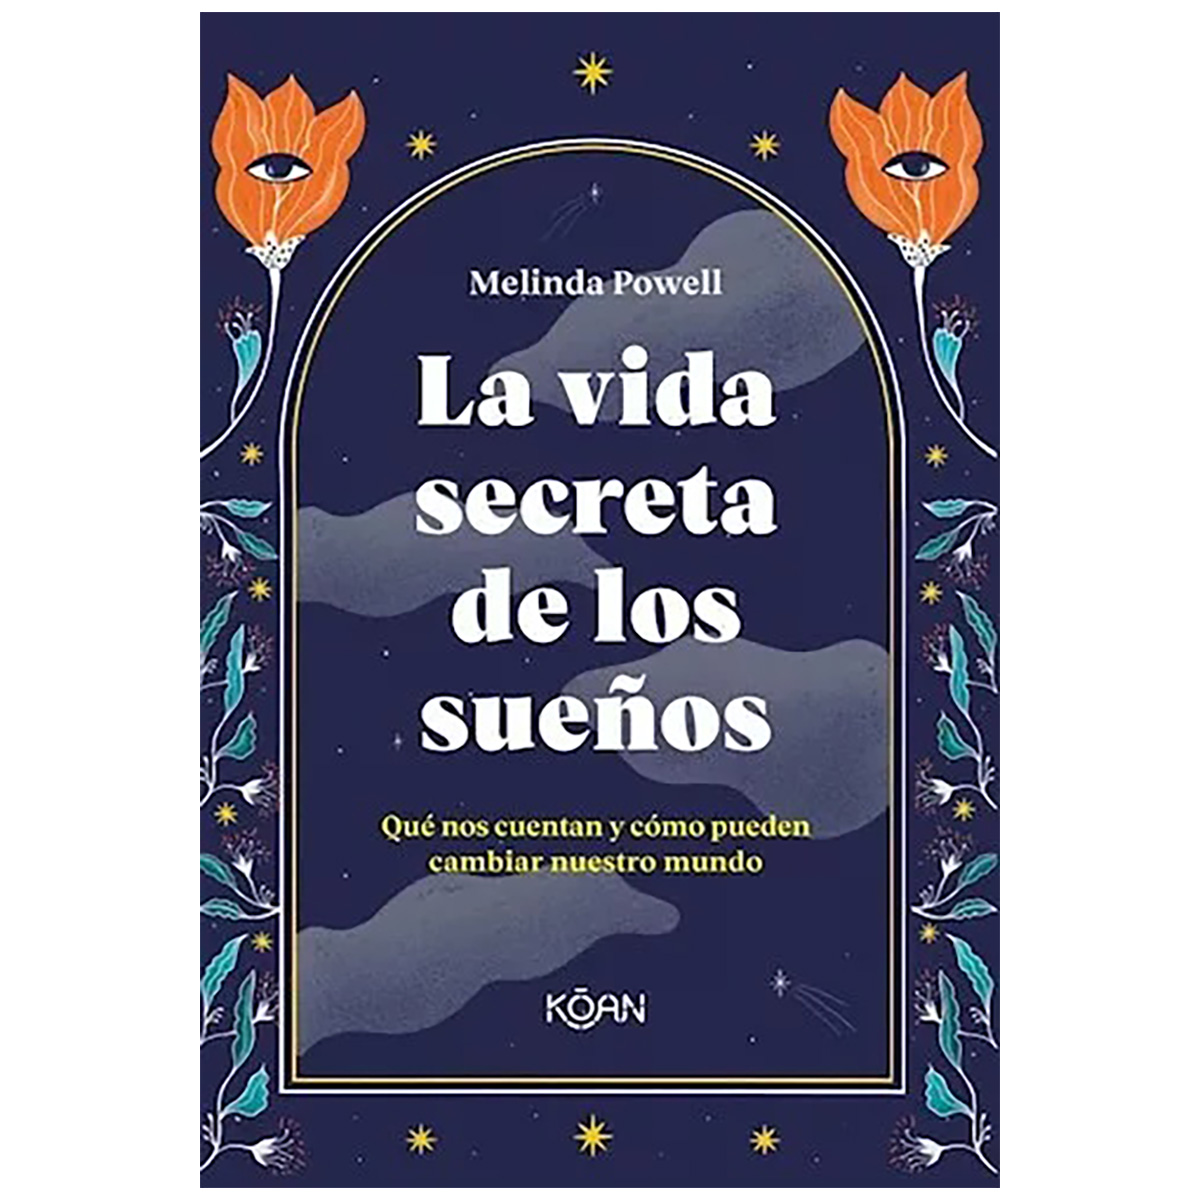 Melinda Powell
La vida
secreta
de los
sueños
Qué nos cuentan y cómo pueden
cambiar nuestro mundo
KŌAN